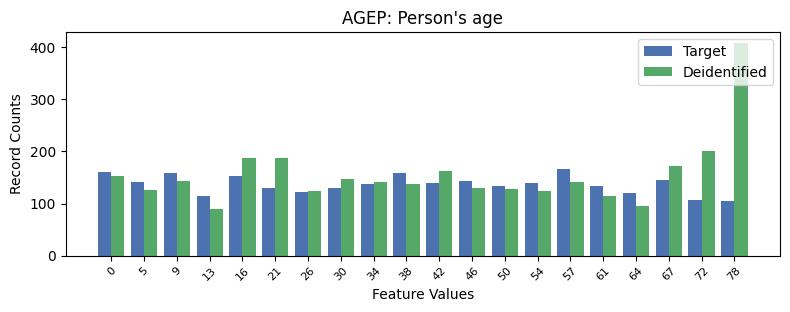 AGEP: Person's age
Target
Deidentified
Record Counts
400
300
200
100
0
0 5 9 13 16 21 26 30 34 38 42 46 50 54 57 61 64 67 72 78
Feature Values